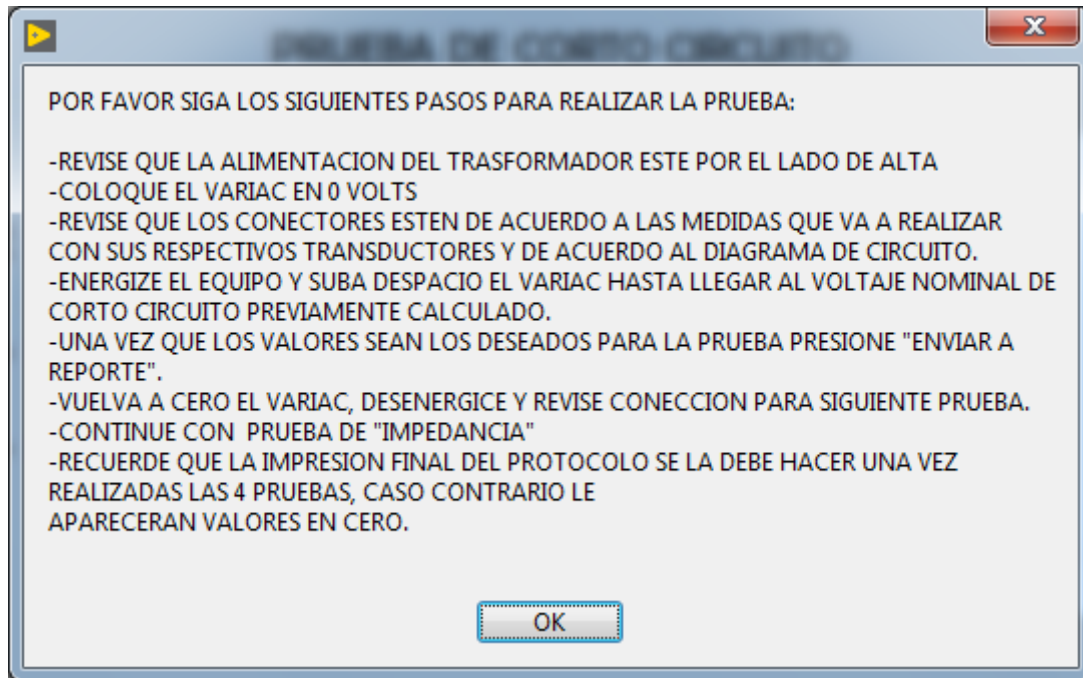 PRUEBA DE CORTO CIRCUITO
POR FAVOR SIGA LOS SIGUIENTES PASOS PARA REALIZAR LA PRUEBA:
-REVISE QUE LA ALIMENTACION DEL TRASFORMADOR ESTE POR EL LADO DE ALTA
-COLOQUE EL VARIAC EN 0 VOLTS
-REVISE QUE LOS CONECTORES ESTEN DE ACUERDO A LAS MEDIDAS QUE VA A REALIZAR
CON SUS RESPECTIVOS TRANSDUCTORES Y DE ACUERDO AL DIAGRAMA DE CIRCUITO.
-ENERGIZE EL EQUIPO Y SUBA DESPACIO EL VARIAC HASTA LLEGAR AL VOLTAJE NOMINAL DE
CORTO CIRCUITO PREVIAMENTE CALCULADO.
-UNA VEZ QUE LOS VALORES SEAN LOS DESEADOS PARA LA PRUEBA PRESIONE "ENVIAR A
REPORTE".
-VUELVA A CERO EL VARIAC, DESENERGICE Y REVISE CONECCION PARA SIGUIENTE PRUEBA.
-CONTINUE CON  PRUEBA DE "IMPEDANCIA"
-RECUERDE QUE LA IMPRESION FINAL DEL PROTOCOLO SE LA DEBE HACER UNA VEZ
REALIZADAS LAS 4 PRUEBAS, CASO CONTRARIO LE
APARECERAN VALORES EN CERO.
OK